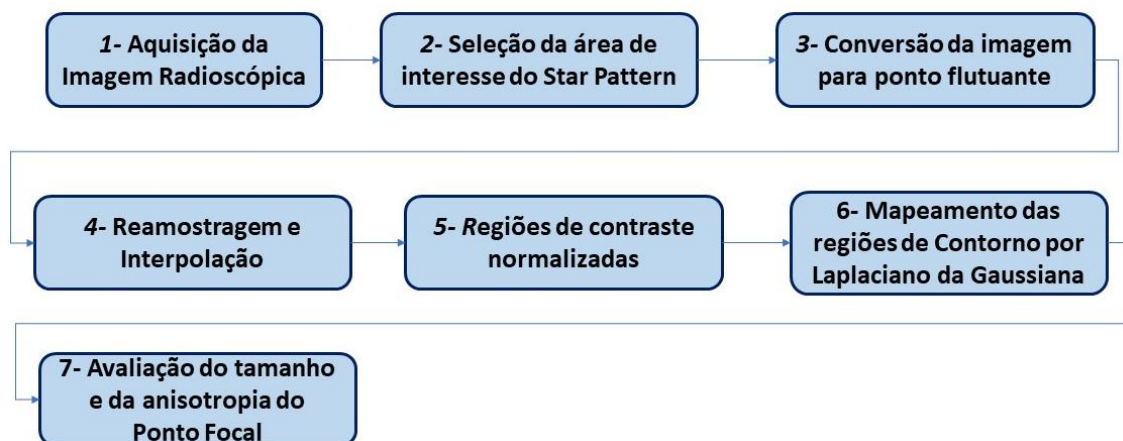 1- Aquisição da
Imagem Radioscópica
2- Seleção da área de
interesse do Star Pattern
3- Conversão da imagem
para ponto flutuante
4- Reamostragem e
Interpolação
5- Regiões de contraste
normalizadas
6- Mapeamento das
regiões de Contorno por
Laplaciano da Gaussiana
7- Avaliação do tamanho
e da anisotropia do
Ponto Focal